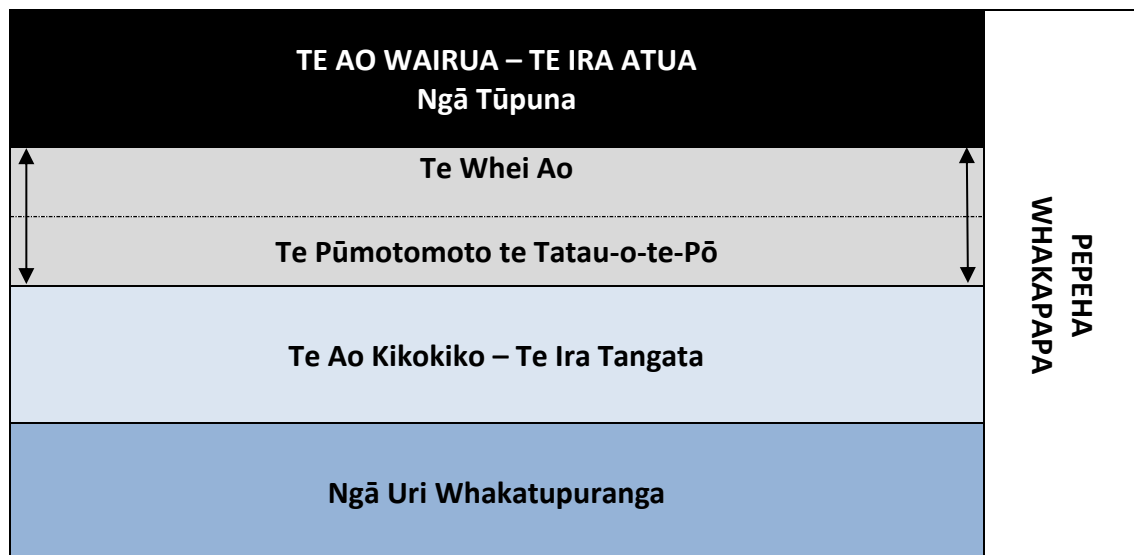 TE AO WAIRUA – TE IRA ATUA
Ngā Tūpuna
Te Whei Ao
Te Pūmotomoto te Tatau-o-te-Pō
Te Ao Kikokiko – Te Ira Tangata
Ngā Uri Whakatupuranga
PEPEHA
WHAKAPAPA